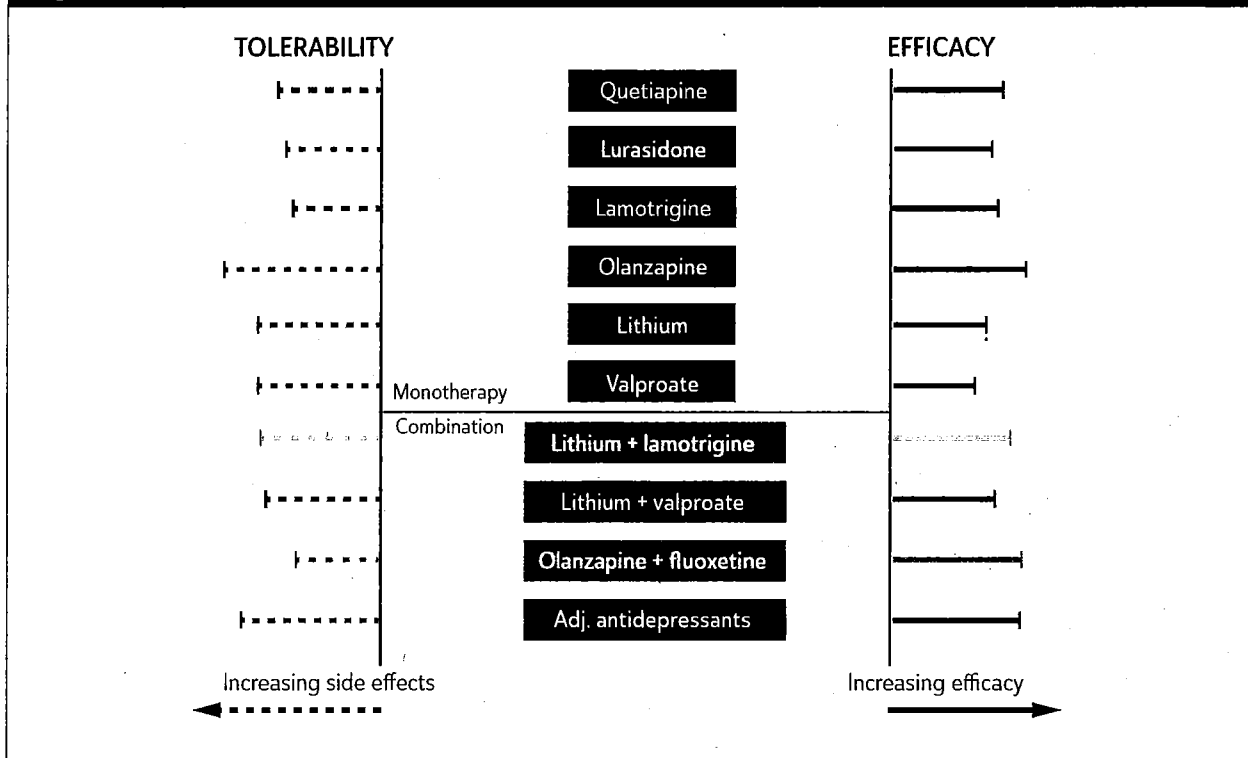 TOLERABILITY EFFICACY
Quetiapine
Lurasidone
Lamotrigine
Olanzapine
Lithium
Valproate
Monotherapy
Combination
Lithium + lamotrigine
Lithium + valproate
Olanzapine + fluoxetine
Adj. antidepressants
Increasing side effects Increasing efficacy